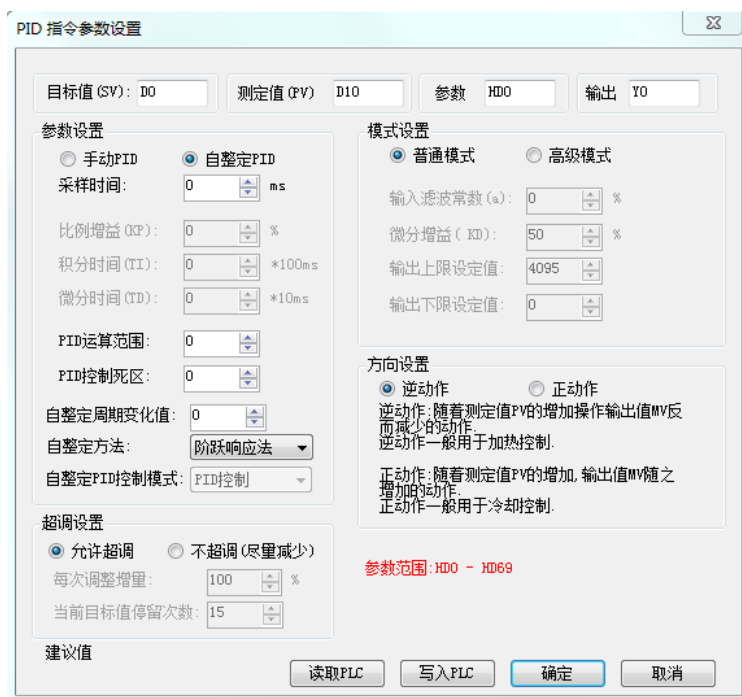 PID 指令参数设置
目标值(SV): D0 测定值(PV) D10 参数 HD0 输出 Y0
参数设置
手动PID 自整定PID
采样时间: 0 ms
比例增益(KP): 0 %
积分时间(TI): 0 *100ms
微分时间(TD): 0 *10ms
PID运算范围: 0
PID控制死区: 0
自整定周期变化值: 0
自整定方法: 阶跃响应法
自整定PID控制模式: PID控制
超调设置
允许超调 不超调(尽量减少)
每次调整增量: 100 %
当前目标值停留次数: 15
建议值
模式设置
普通模式 高级模式
输入滤波常数(a): 0 %
微分增益( KD): 50 %
输出上限设定值: 4095
输出下限设定值: 0
方向设置
逆动作 正动作
逆动作:随着测定值PV的增加操作输出值MV反
而减少的动作.
逆动作一般用于加热控制.
正动作:随着测定值PV的增加,输出值MV随之
增加的动作.
正动作一般用于冷却控制.
参数范围:HD0 - HD69
读取PLC 写入PLC 确定 取消